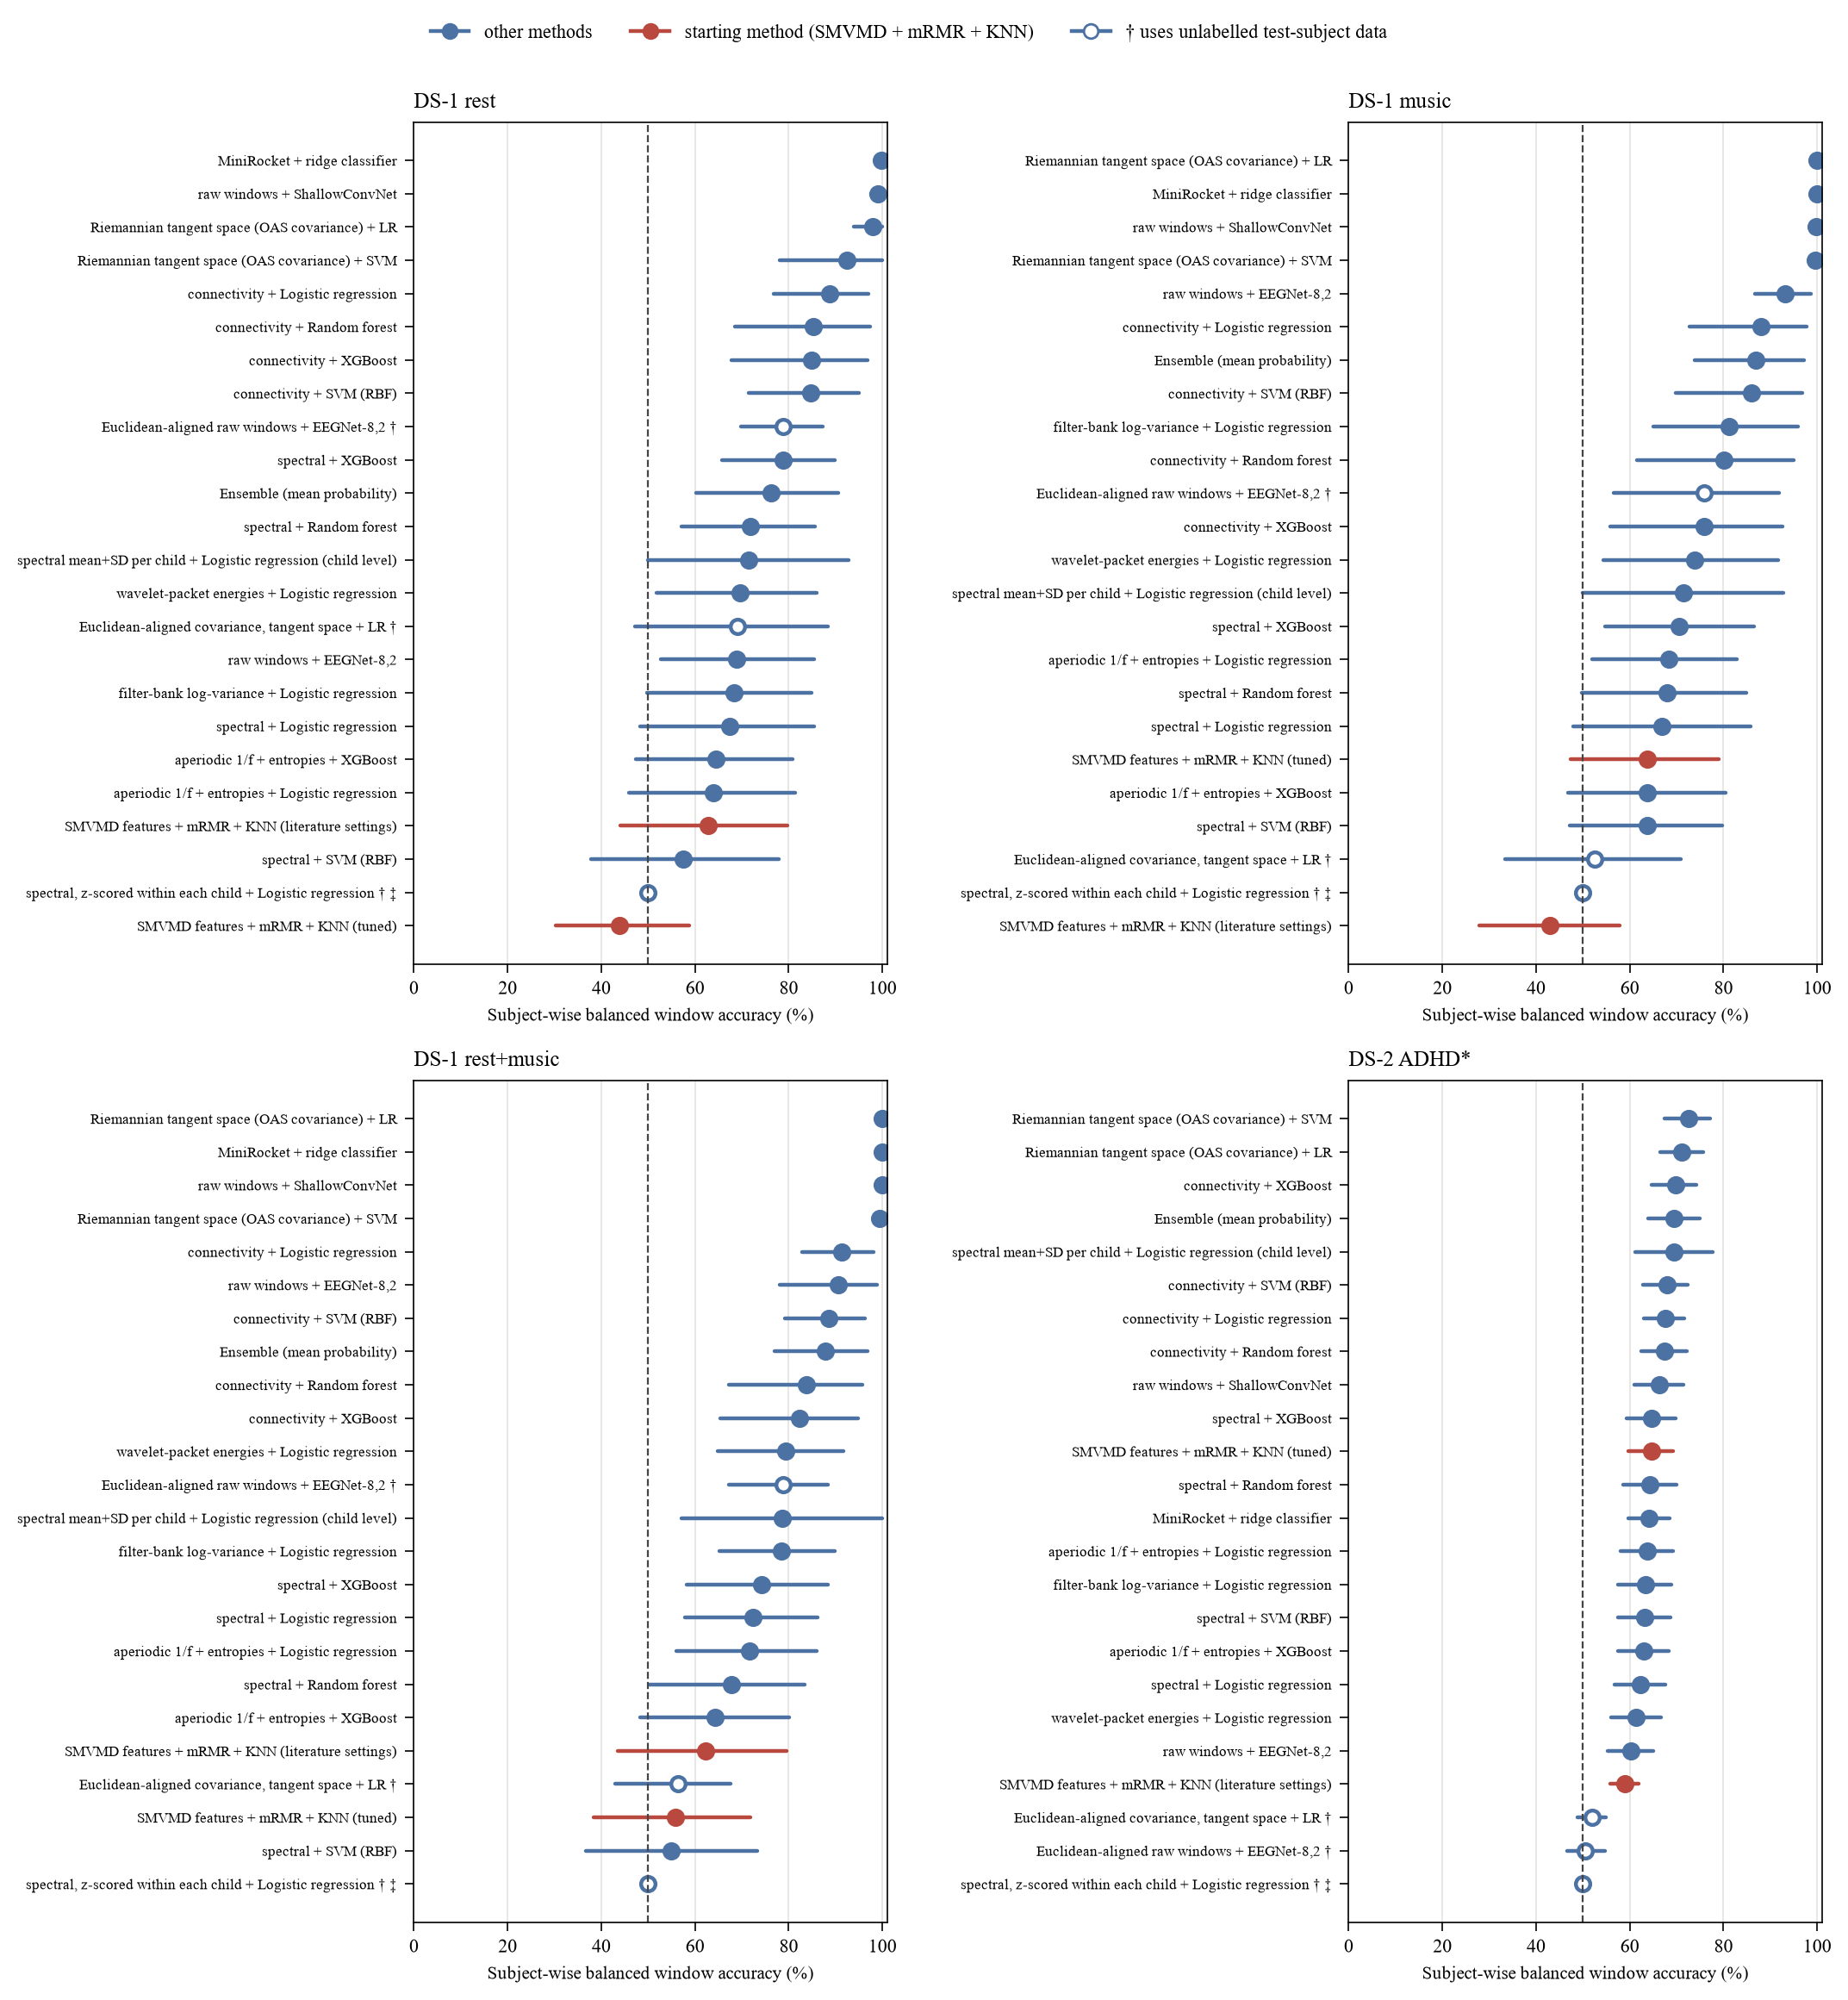 other methods
starting method (SMVMD + mRMR + KNN)
† uses unlabelled test-subject data
DS-1 rest
MiniRocket + ridge classifier
raw windows + ShallowConvNet
Riemannian tangent space (OAS covariance) + LR
Riemannian tangent space (OAS covariance) + SVM
connectivity + Logistic regression
connectivity + Random forest
connectivity + XGBoost
connectivity + SVM (RBF)
Euclidean-aligned raw windows + EEGNet-8,2 †
spectral + XGBoost
Ensemble (mean probability)
spectral + Random forest
spectral mean+SD per child + Logistic regression (child level)
wavelet-packet energies + Logistic regression
Euclidean-aligned covariance, tangent space + LR †
raw windows + EEGNet-8,2
filter-bank log-variance + Logistic regression
spectral + Logistic regression
aperiodic 1/f + entropies + XGBoost
aperiodic 1/f + entropies + Logistic regression
SMVMD features + mRMR + KNN (literature settings)
spectral + SVM (RBF)
spectral, z-scored within each child + Logistic regression † ‡
SMVMD features + mRMR + KNN (tuned)
0 20 40 60 80 100
Subject-wise balanced window accuracy (%)
DS-1 music
Riemannian tangent space (OAS covariance) + LR
MiniRocket + ridge classifier
raw windows + ShallowConvNet
Riemannian tangent space (OAS covariance) + SVM
raw windows + EEGNet-8,2
connectivity + Logistic regression
Ensemble (mean probability)
connectivity + SVM (RBF)
filter-bank log-variance + Logistic regression
connectivity + Random forest
Euclidean-aligned raw windows + EEGNet-8,2 †
connectivity + XGBoost
wavelet-packet energies + Logistic regression
spectral mean+SD per child + Logistic regression (child level)
spectral + XGBoost
aperiodic 1/f + entropies + Logistic regression
spectral + Random forest
spectral + Logistic regression
SMVMD features + mRMR + KNN (tuned)
aperiodic 1/f + entropies + XGBoost
spectral + SVM (RBF)
Euclidean-aligned covariance, tangent space + LR †
spectral, z-scored within each child + Logistic regression † ‡
SMVMD features + mRMR + KNN (literature settings)
0 20 40 60 80 100
Subject-wise balanced window accuracy (%)
DS-1 rest+music
Riemannian tangent space (OAS covariance) + LR
MiniRocket + ridge classifier
raw windows + ShallowConvNet
Riemannian tangent space (OAS covariance) + SVM
connectivity + Logistic regression
raw windows + EEGNet-8,2
connectivity + SVM (RBF)
Ensemble (mean probability)
connectivity + Random forest
connectivity + XGBoost
wavelet-packet energies + Logistic regression
Euclidean-aligned raw windows + EEGNet-8,2 †
spectral mean+SD per child + Logistic regression (child level)
filter-bank log-variance + Logistic regression
spectral + XGBoost
spectral + Logistic regression
aperiodic 1/f + entropies + Logistic regression
spectral + Random forest
aperiodic 1/f + entropies + XGBoost
SMVMD features + mRMR + KNN (literature settings)
Euclidean-aligned covariance, tangent space + LR †
SMVMD features + mRMR + KNN (tuned)
spectral + SVM (RBF)
spectral, z-scored within each child + Logistic regression † ‡
0 20 40 60 80 100
Subject-wise balanced window accuracy (%)
DS-2 ADHD*
Riemannian tangent space (OAS covariance) + SVM
Riemannian tangent space (OAS covariance) + LR
connectivity + XGBoost
Ensemble (mean probability)
spectral mean+SD per child + Logistic regression (child level)
connectivity + SVM (RBF)
connectivity + Logistic regression
connectivity + Random forest
raw windows + ShallowConvNet
spectral + XGBoost
SMVMD features + mRMR + KNN (tuned)
spectral + Random forest
MiniRocket + ridge classifier
aperiodic 1/f + entropies + Logistic regression
filter-bank log-variance + Logistic regression
spectral + SVM (RBF)
aperiodic 1/f + entropies + XGBoost
spectral + Logistic regression
wavelet-packet energies + Logistic regression
raw windows + EEGNet-8,2
SMVMD features + mRMR + KNN (literature settings)
Euclidean-aligned covariance, tangent space + LR †
Euclidean-aligned raw windows + EEGNet-8,2 †
spectral, z-scored within each child + Logistic regression † ‡
0 20 40 60 80 100
Subject-wise balanced window accuracy (%)